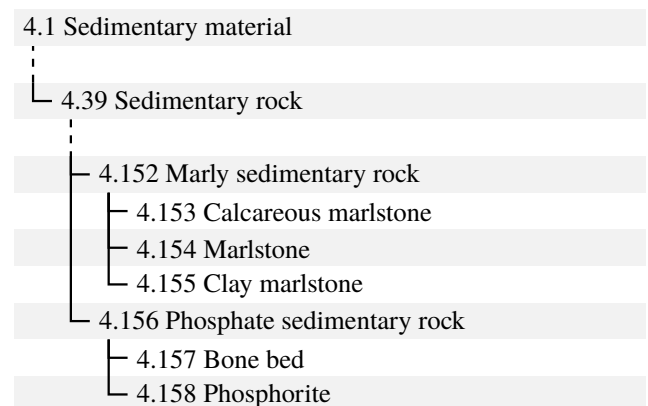 4.1 Sedimentary material
4.39 Sedimentary rock
4.152 Marly sedimentary rock
4.153 Calcareous marlstone
4.154 Marlstone
4.155 Clay marlstone
4.156 Phosphate sedimentary rock
4.157 Bone bed
4.158 Phosphorite